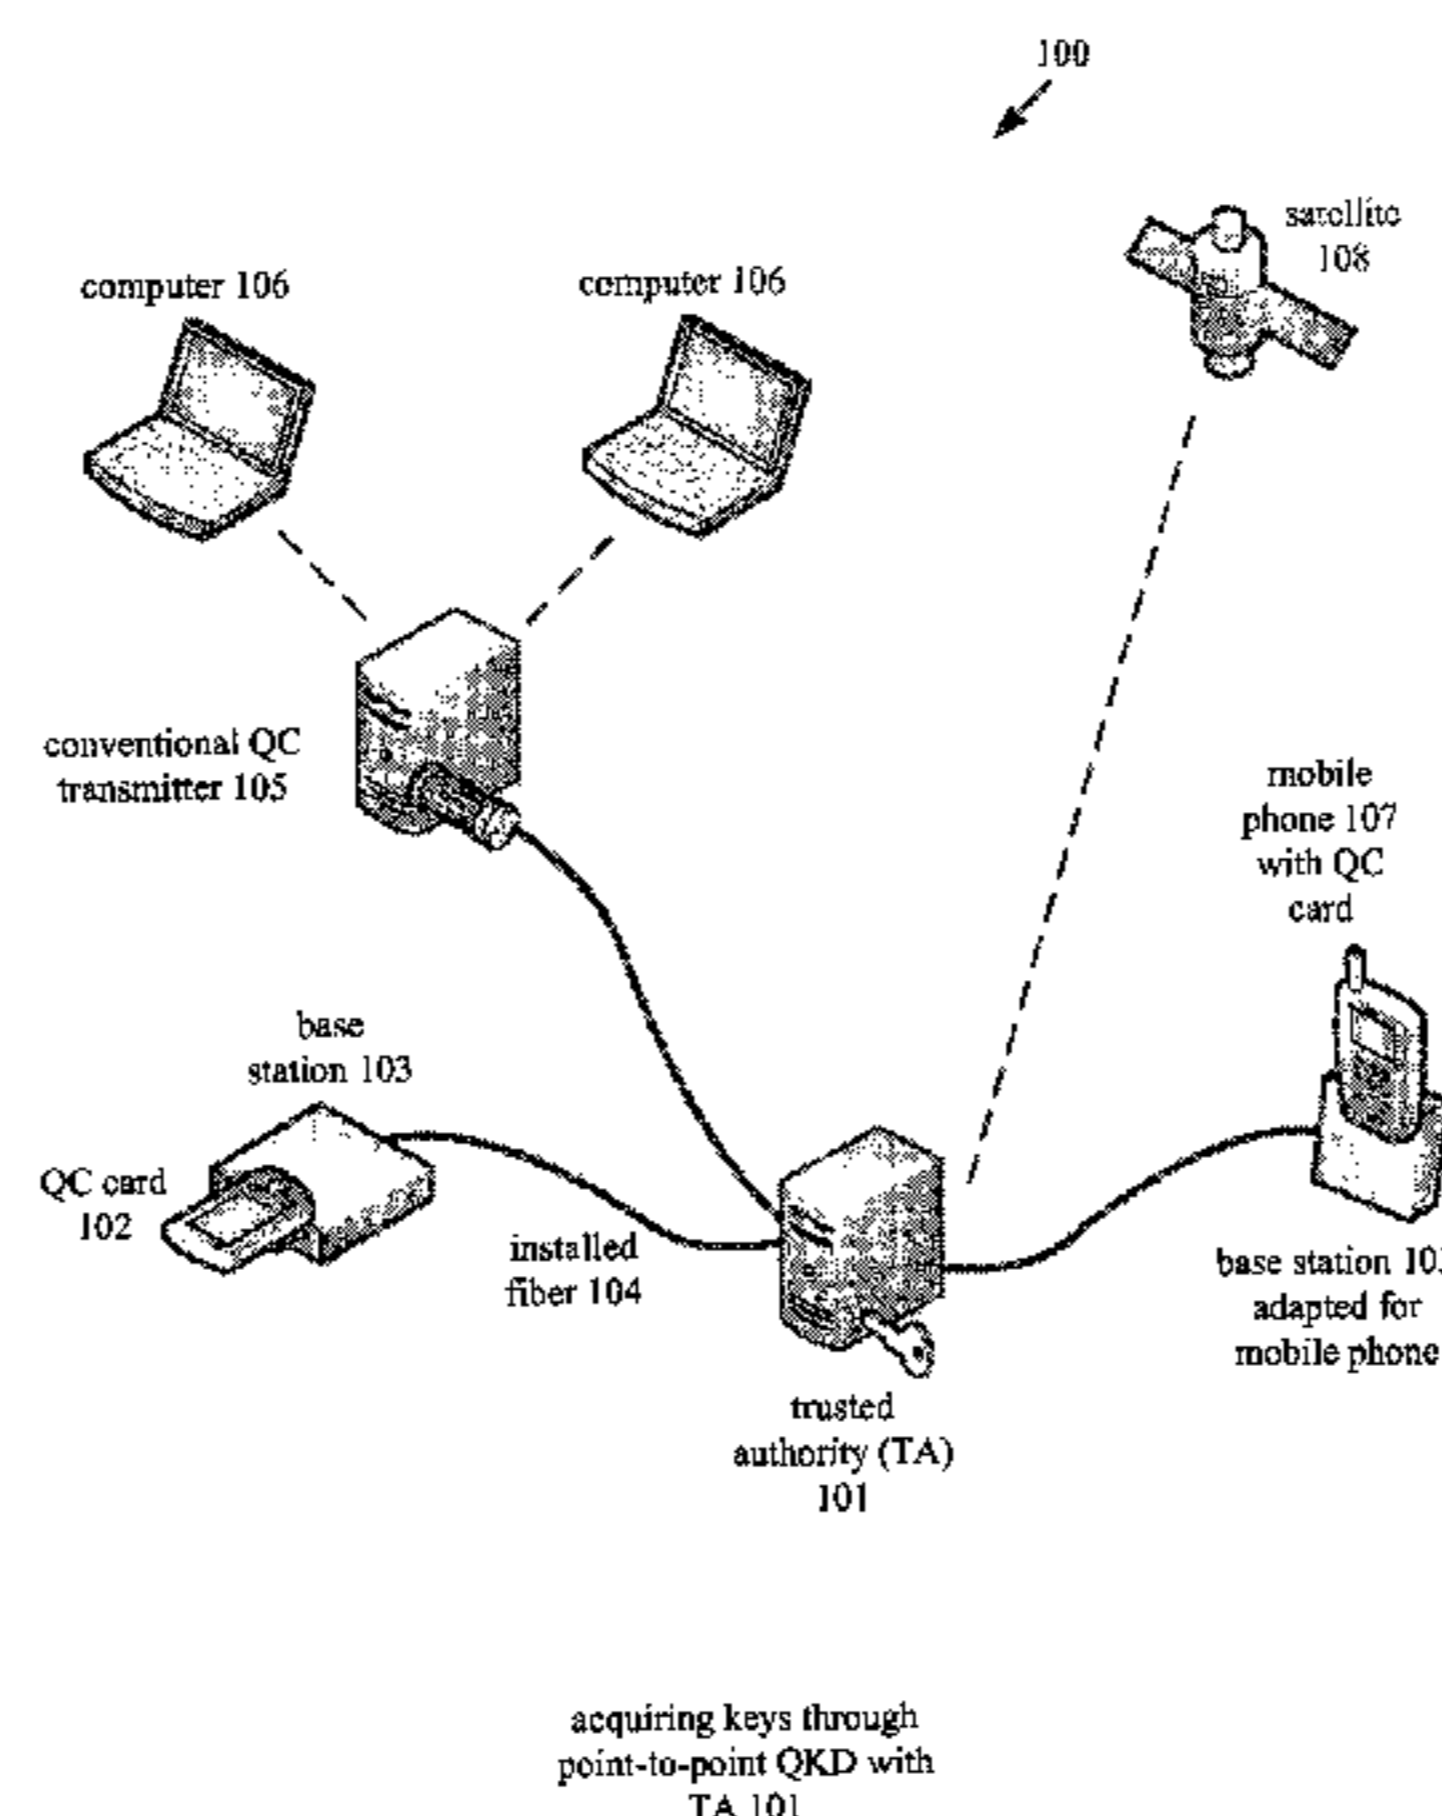 100
satellite
108
computer 106
computer 106
conventional QC
transmitter 105
mobile
phone 107
with QC
card
base
station 103
QC card
102
installed
fiber 104
base station
adapted for
mobile phone
trusted
authority (TA)
101
acquiring keys through
point-to-point QKD with
TA 101